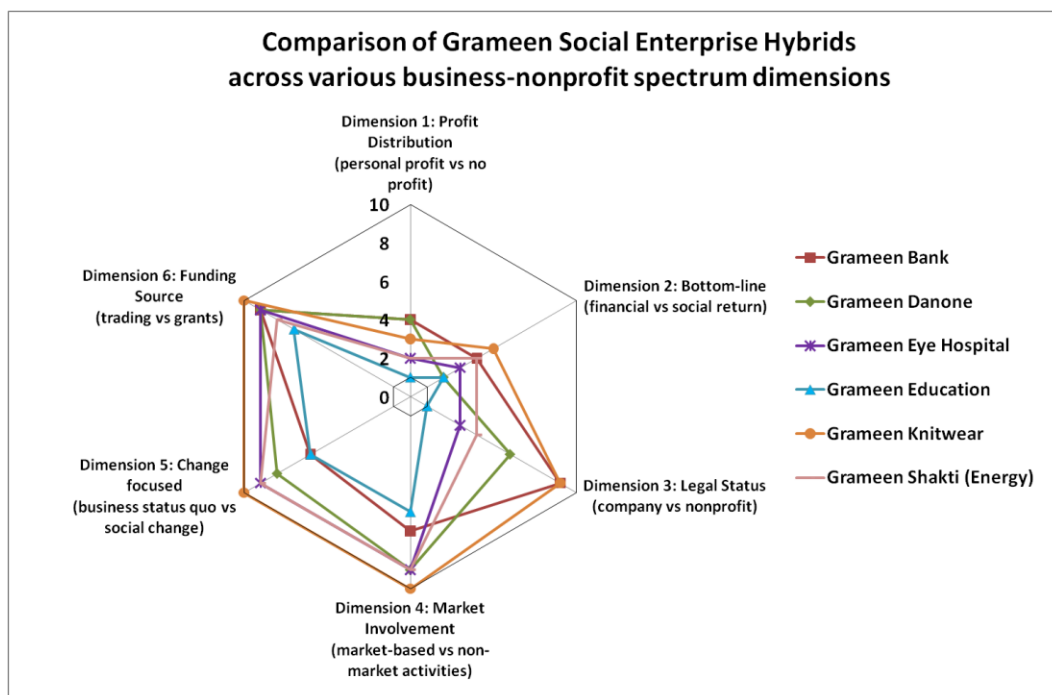 Comparison of Grameen Social Enterprise Hybrids
across various business-nonprofit spectrum dimensions
Dimension 1: Profit
Distribution
(personal profit vs no
profit)
10
8
6
4
2
0
Dimension 2: Bottom-line
(financial vs social return)
Dimension 3: Legal Status
(company vs nonprofit)
Dimension 4: Market
Involvement
(market-based vs non-
market activities)
Dimension 5: Change
focused
(business status quo vs
social change)
Dimension 6: Funding
Source
(trading vs grants)
Grameen Bank
Grameen Danone
Grameen Eye Hospital
Grameen Education
Grameen Knitwear
Grameen Shakti (Energy)